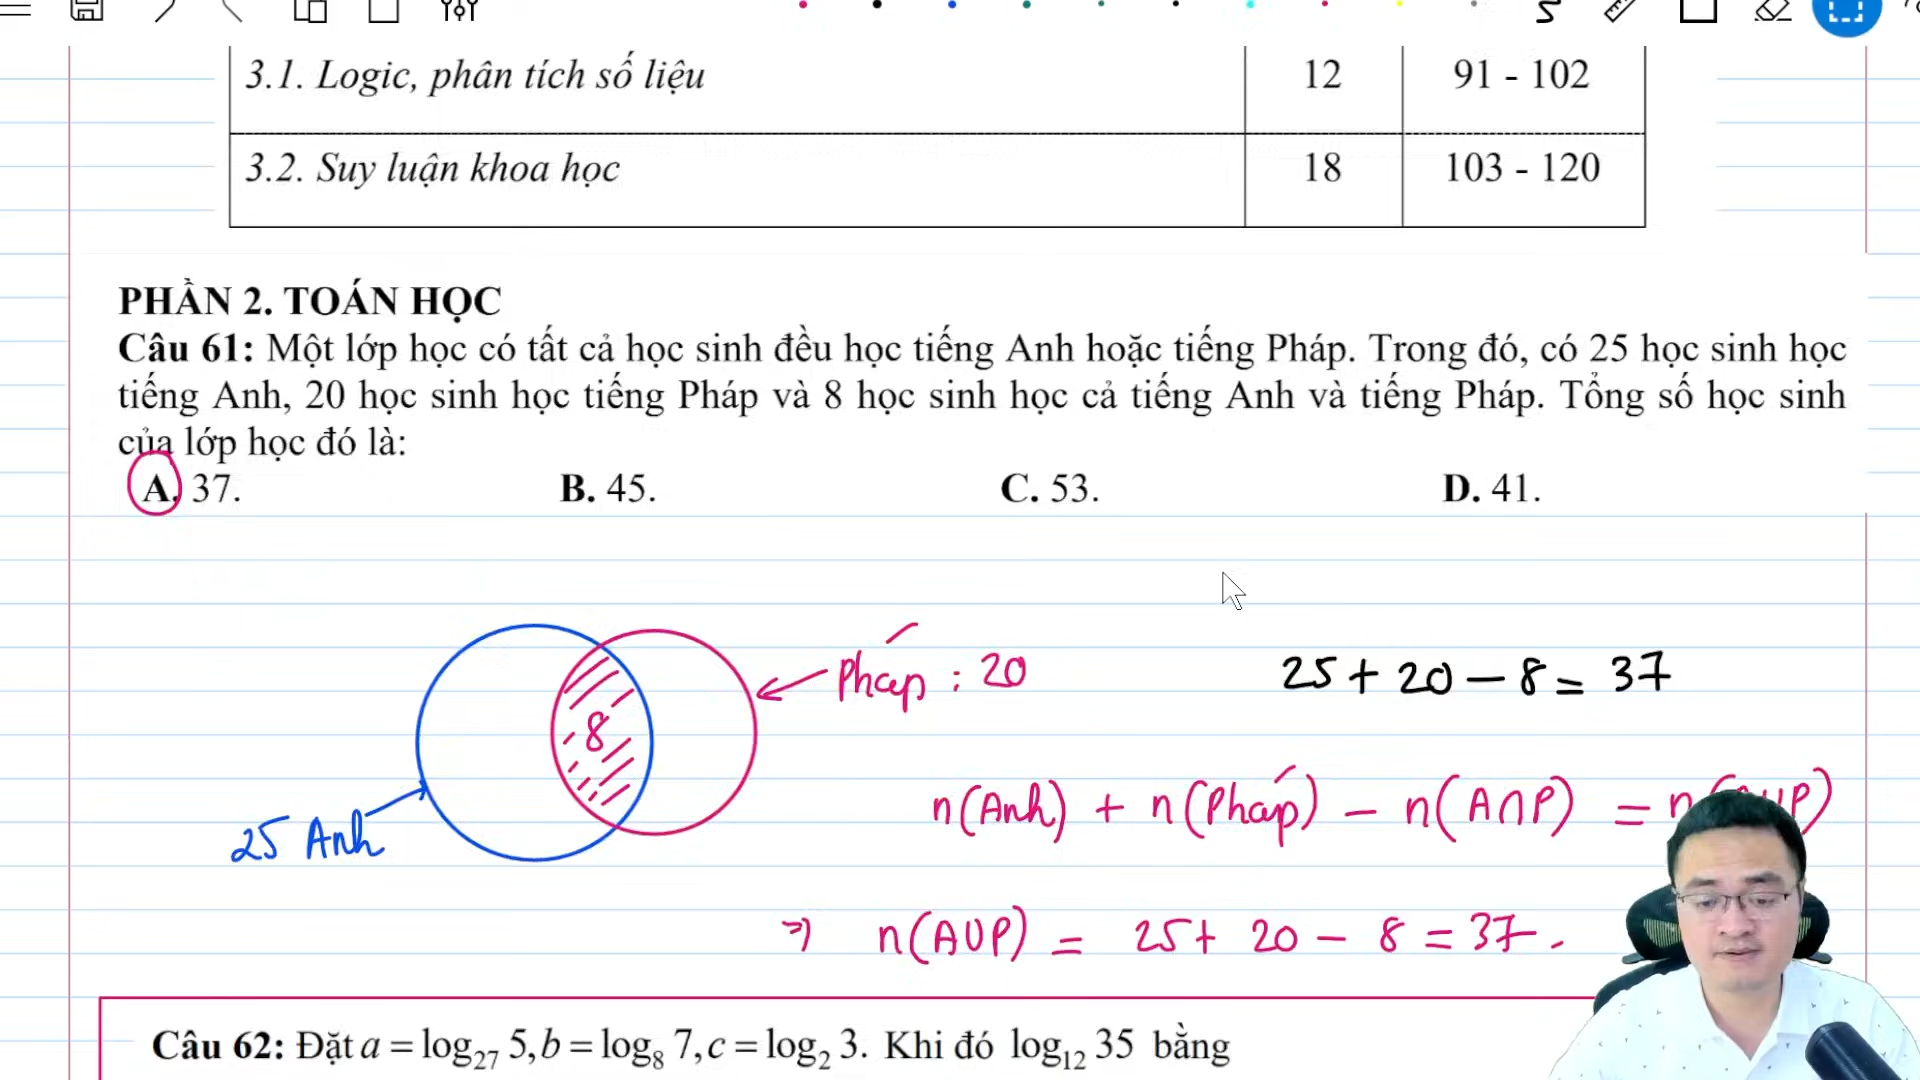 3.1. Logic, phân tích số liệu 12 91 - 102
3.2. Suy luận khoa học 18 103 - 120
PHẦN 2. TOÁN HỌC
Câu 61: Một lớp học có tất cả học sinh đều học tiếng Anh hoặc tiếng Pháp. Trong đó, có 25 học sinh học
tiếng Anh, 20 học sinh học tiếng Pháp và 8 học sinh học cả tiếng Anh và tiếng Pháp. Tổng số học sinh
của lớp học đó là:
A. 37. B. 45. C. 53. D. 41.
Pháp : 20
25 + 20 - 8 = 37
8
25 Anh
n(Anh) + n(Pháp) - n(A∩P) = n(AUP)
=> n(AUP) = 25 + 20 - 8 = 37.
Câu 62: Đặt a = log₂₇ 5, b = log₈ 7, c = log₂ 3. Khi đó log₁₂ 35 bằng